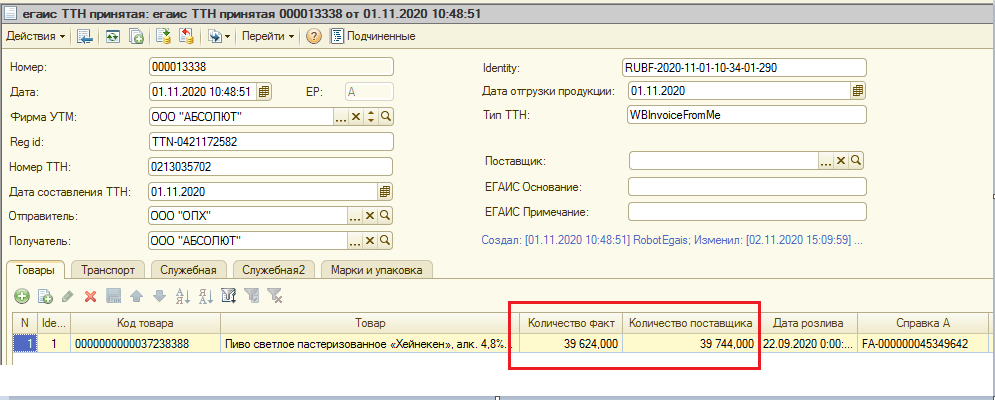 егаис ТТН принятая: егаис ТТН принятая 000013338 от 01.11.2020 10:48:51
Действия Перейти Подчиненные
Номер: 000013338 Identity: RUBF-2020-11-01-10-34-01-290
Дата: 01.11.2020 10:48:51 ЕР: А Дата отгрузки продукции: 01.11.2020
Фирма УТМ: ООО "АБСОЛЮТ" Тип ТТН: WBInvoiceFromMe
Reg id: TTN-0421172582
Номер ТТН: 0213035702 Поставщик:
Дата составления ТТН: 01.11.2020 ЕГАИС Основание:
Отправитель: ООО "ОПХ" ЕГАИС Примечание:
Получатель: ООО "АБСОЛЮТ" Создал: [01.11.2020 10:48:51] RobotEgais; Изменил: [02.11.2020 15:09:59] ...
Товары Транспорт Служебная Служебная2 Марки и упаковка
N Ide... Код товара Товар Количество факт Количество поставщика Дата розлива Справка А
1 1 0000000000037238388 Пиво светлое пастеризованное «Хейнекен», алк. 4,8%... 39 624,000 39 744,000 22.09.2020 0:00:... FA-000000045349642